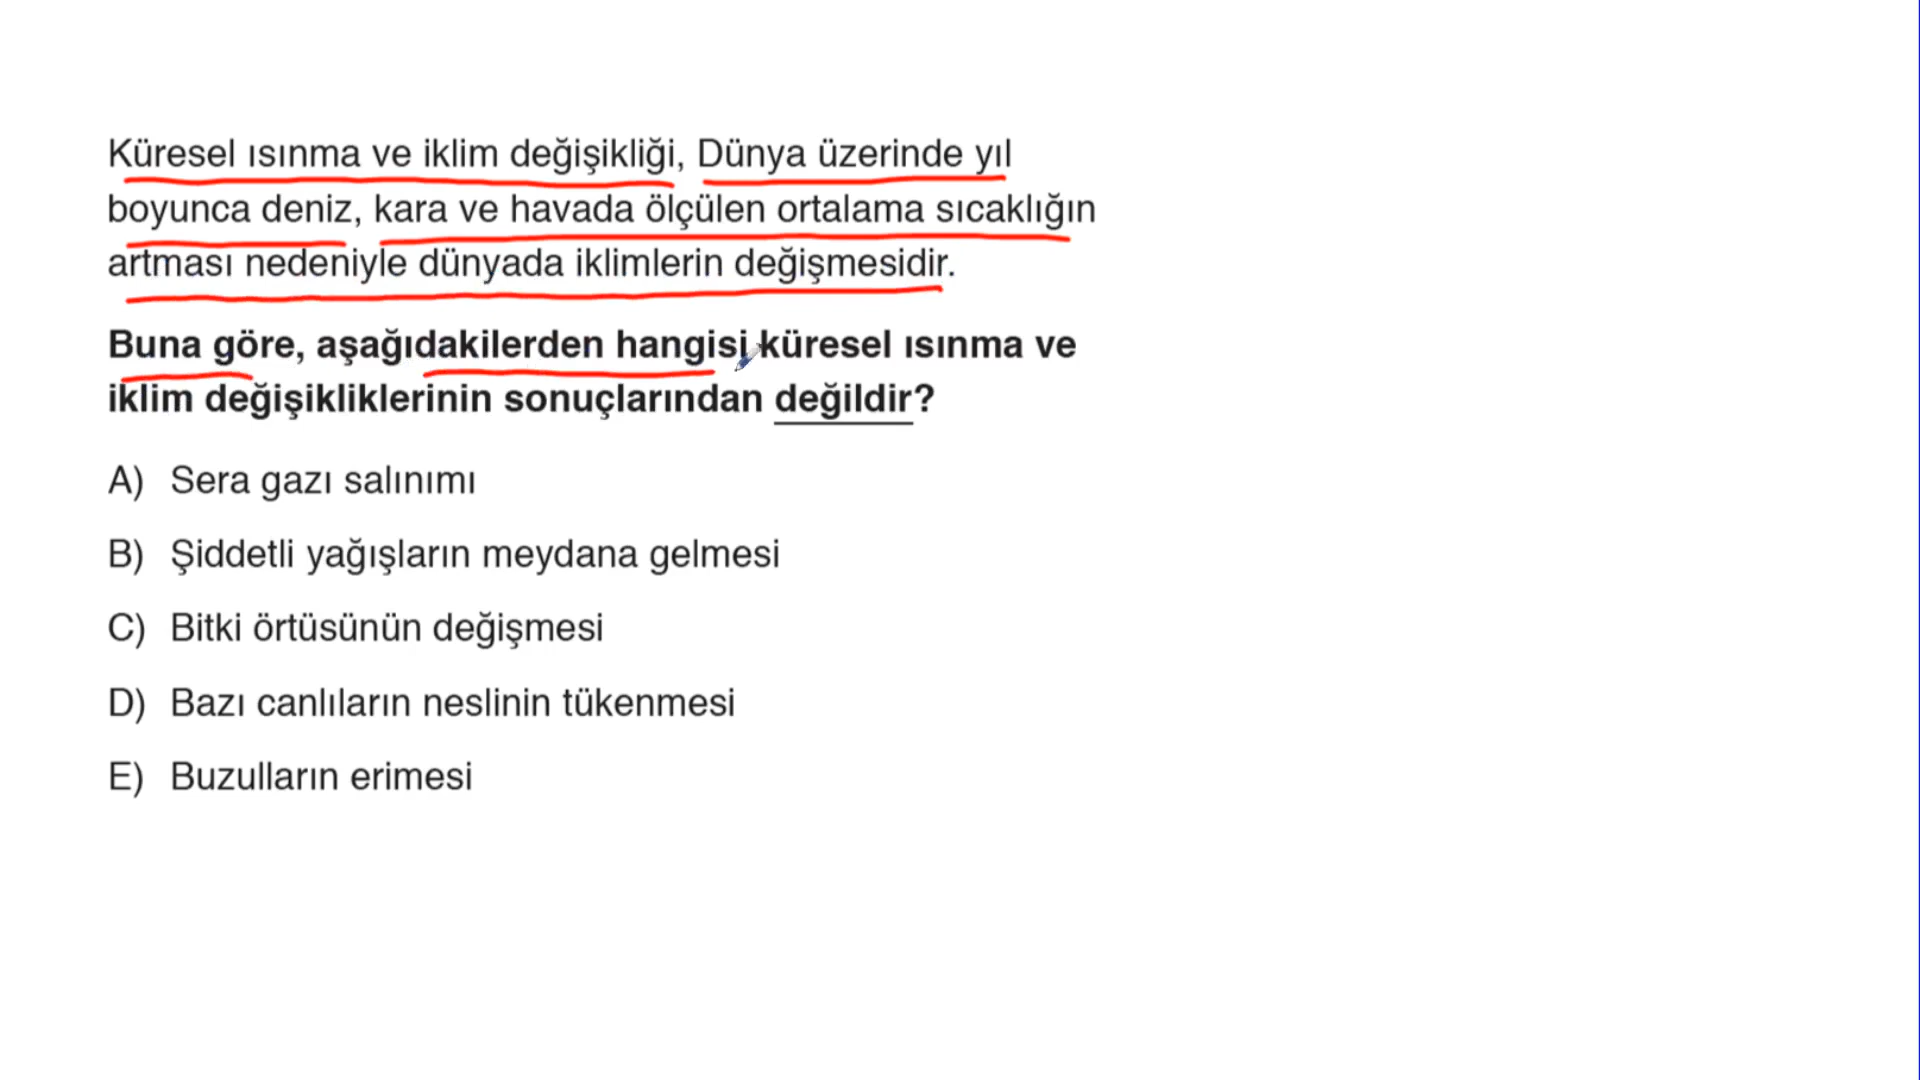 Küresel ısınma ve iklim değişikliği, Dünya üzerinde yıl
boyunca deniz, kara ve havada ölçülen ortalama sıcaklığın
artması nedeniyle dünyada iklimlerin değişmesidir.
Buna göre, aşağıdakilerden hangisi küresel ısınma ve
iklim değişikliklerinin sonuçlarından değildir?
A) Sera gazı salınımı
B) Şiddetli yağışların meydana gelmesi
C) Bitki örtüsünün değişmesi
D) Bazı canlıların neslinin tükenmesi
E) Buzulların erimesi